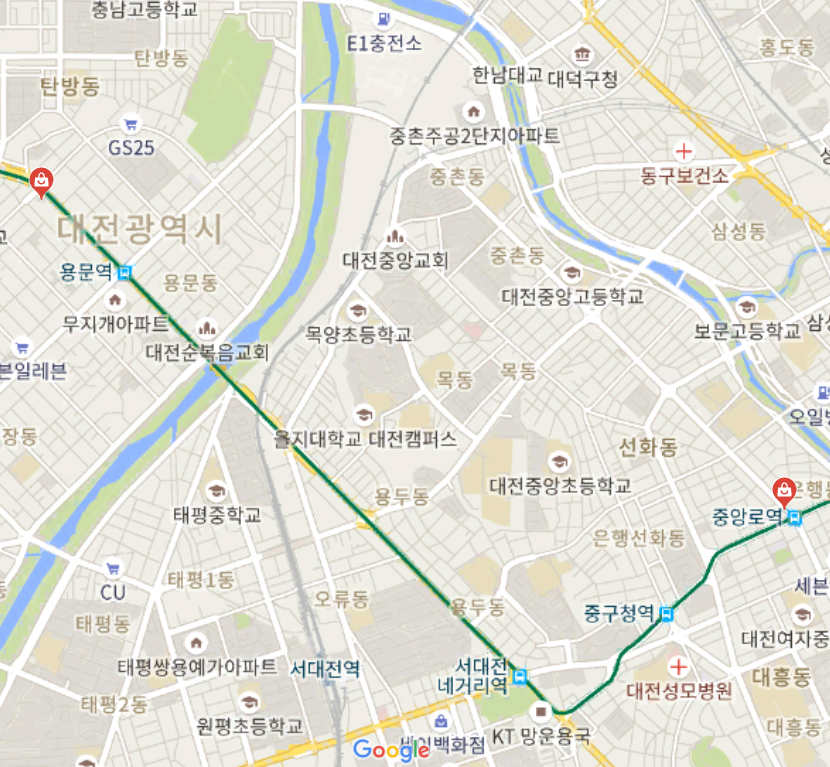 충남고등학교
E1충전소
탄방동
홍도동
한남대교
대덕구청
탄방동
GS25
중촌주공2단지아파트
동구보건소
중촌동
대전광역시
삼성동
중촌동
대전중앙교회
용문역
용문동
대전중앙고등학교
무지개아파트
목양초등학교
보문고등학교
대전순복음교회
목동
목동
을지대학교 대전캠퍼스
선화동
대전중앙초등학교
용두동
태평중학교
중앙로역
은행선화동
태평1동
CU
오류동
용두동
중구청역
태평동
대전여자중
태평쌍용예가아파트
서대전역
서대전
네거리역
대전성모병원
대흥동
태평2동
원평초등학교
대흥동
KT 망운용국
Google